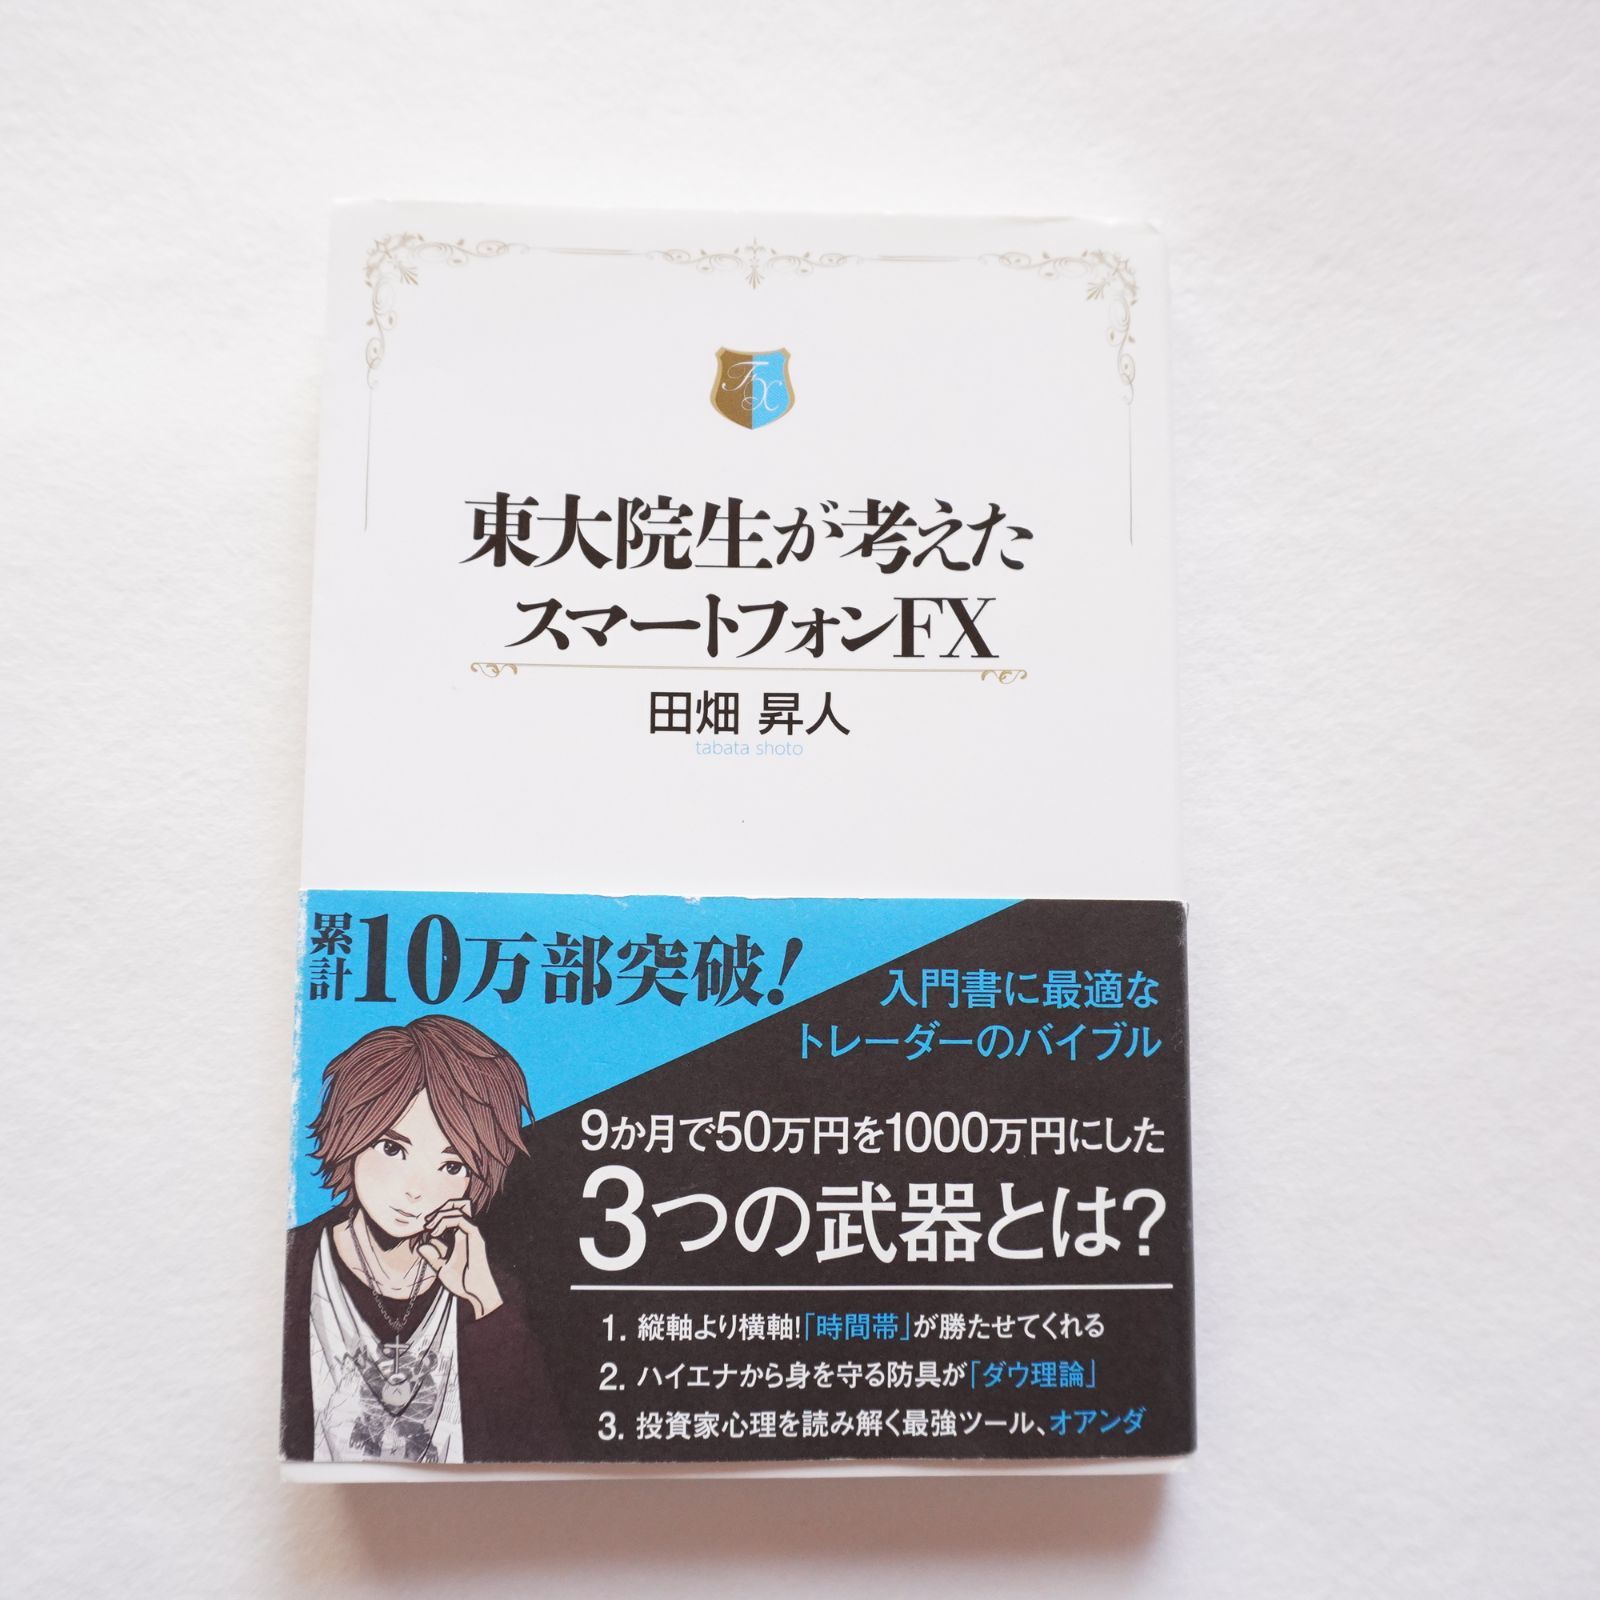 FX
東大院生が考えた
スマートフォンFX
田畑 昇人
tabata shoto
累計10万部突破!
入門書に最適な
トレーダーのバイブル
9か月で50万円を1000万円にした
3つの武器とは?
1. 縦軸より横軸!「時間帯」が勝たせてくれる
2. ハイエナから身を守る防具が「ダウ理論」
3. 投資家心理を読み解く最強ツール、オアンダ